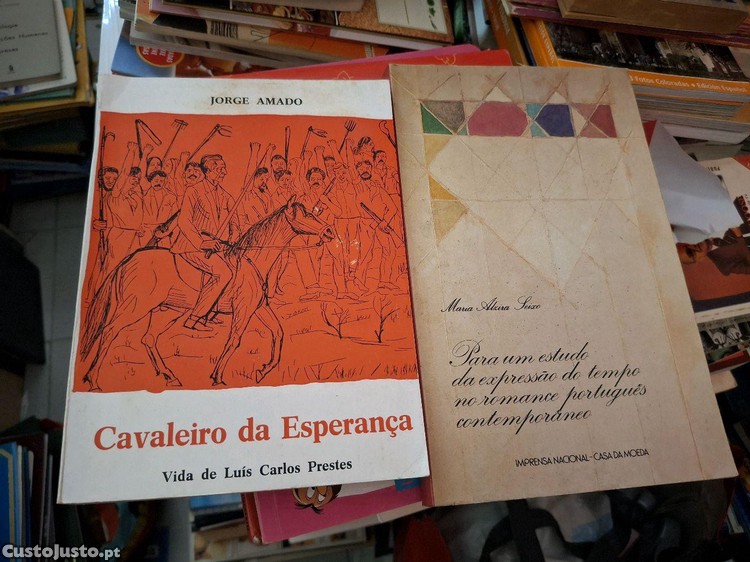 JORGE AMADO
Cavaleiro da Esperança
Vida de Luís Carlos Prestes
Maria Alzira Seixo
Para um estudo
da expressão do tempo
no romance português
contemporâneo
IMPRENSA NACIONAL-CASA DA MOEDA
CustoJusto.pt